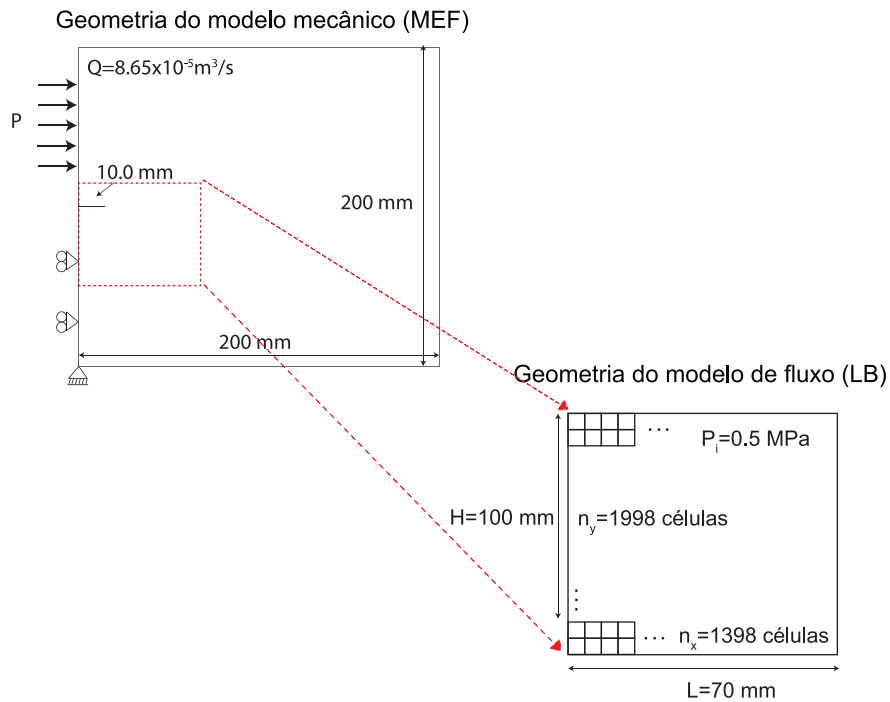 Geometria do modelo mecânico (MEF)
Q=8.65x10⁻⁵m³/s
P
10.0 mm
200 mm
200 mm
Geometria do modelo de fluxo (LB)
... Pᵢ=0.5 MPa
H=100 mm
n_y=1998 células
...
... nₓ=1398 células
L=70 mm